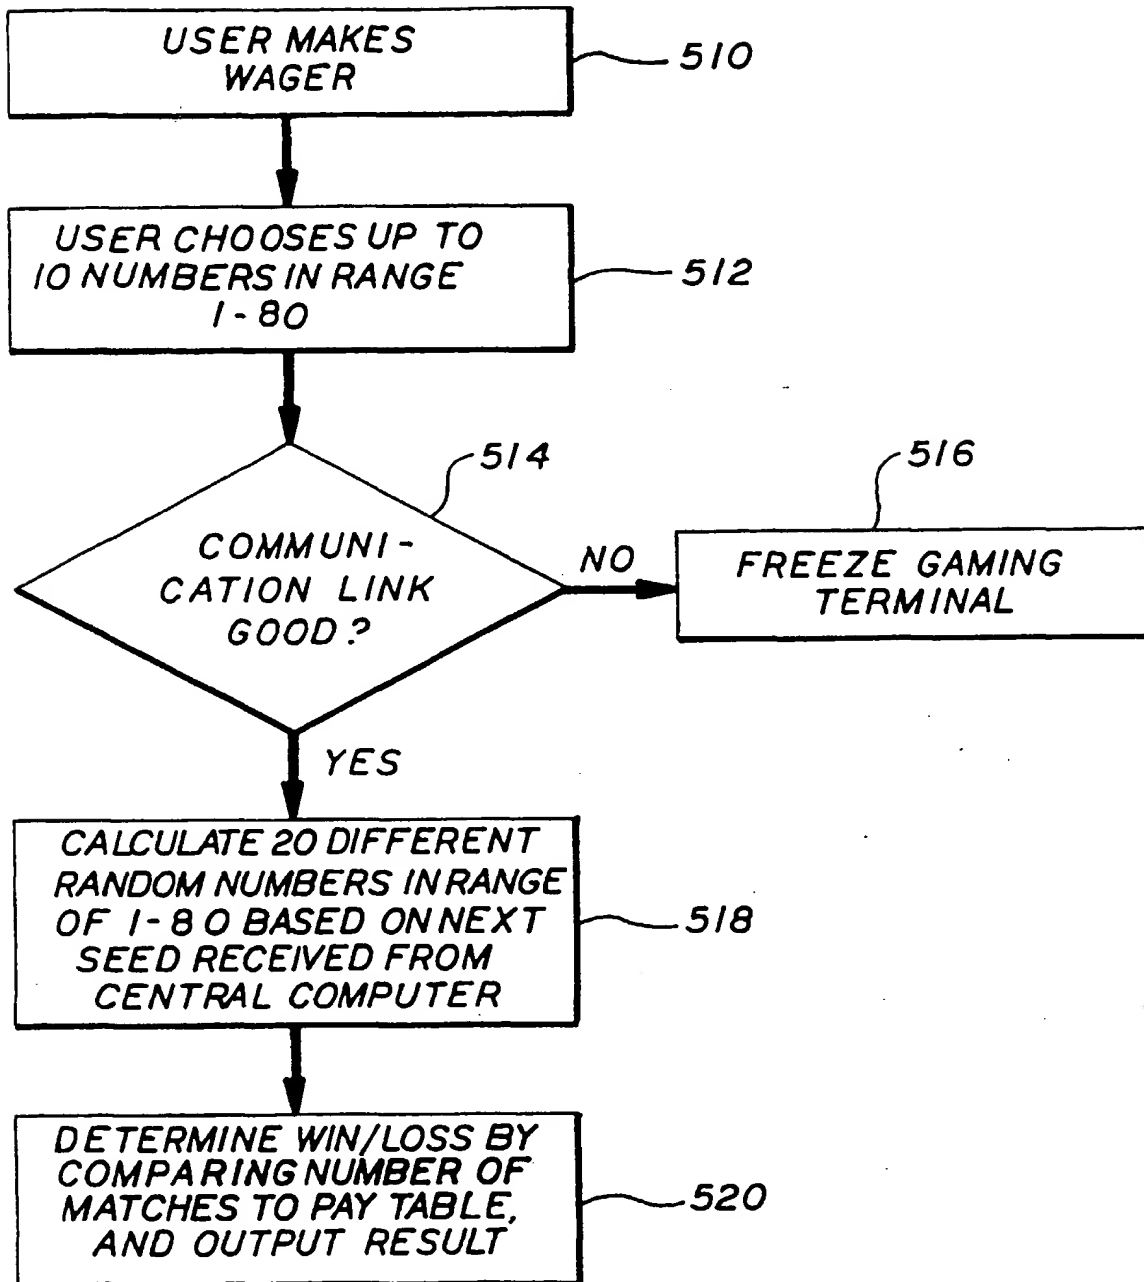 USER MAKES
WAGER
510
USER CHOOSES UP TO
10 NUMBERS IN RANGE
1-80
512
COMMUNI-
CATION LINK
GOOD?
514
NO
516
FREEZE GAMING
TERMINAL
YES
CALCULATE 20 DIFFERENT
RANDOM NUMBERS IN RANGE
OF 1-80 BASED ON NEXT
SEED RECEIVED FROM
CENTRAL COMPUTER
518
DETERMINE WIN/LOSS BY
COMPARING NUMBER OF
MATCHES TO PAY TABLE,
AND OUTPUT RESULT
520